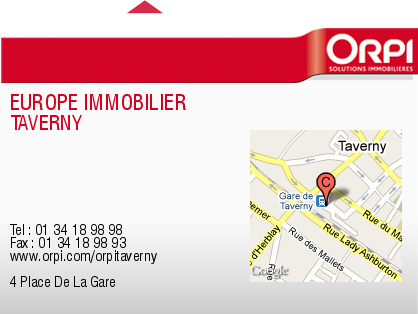 ORPI
SOLUTIONS IMMOBILIÈRES
EUROPE IMMOBILIER
TAVERNY
Taverny
C
Gare de
Taverny
d'Herblay
Rue du
Rue Lady Ashburton
Rue des Mallets
Google
Tel : 01 34 18 98 98
Fax : 01 34 18 98 93
www.orpi.com/orpitaverny
4 Place De La Gare